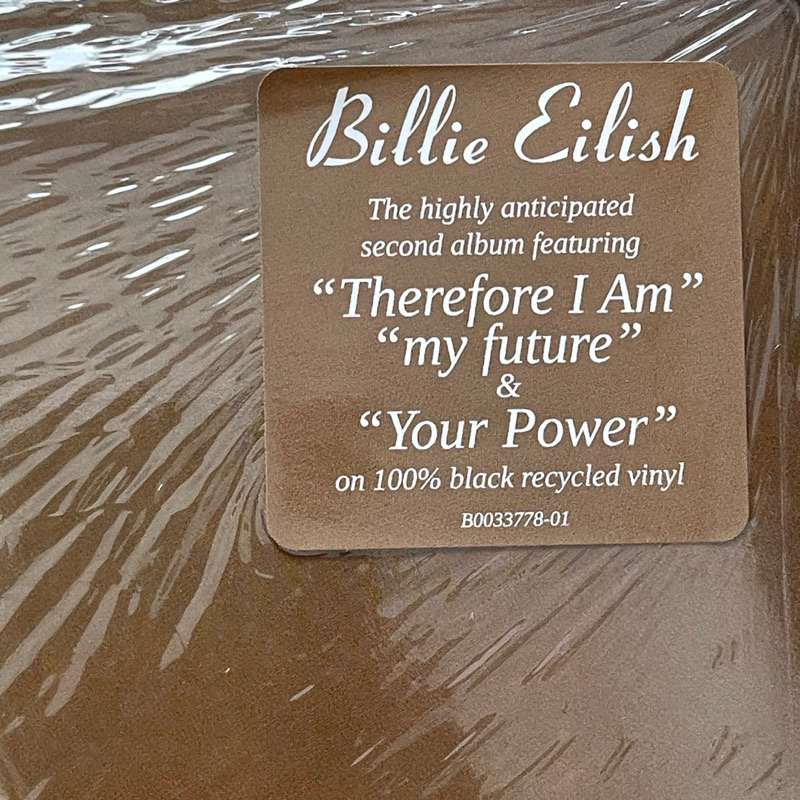 Billie Eilish
The highly anticipated
second album featuring
“Therefore I Am”
“my future”
&
“Your Power”
on 100% black recycled vinyl
B0033778-01